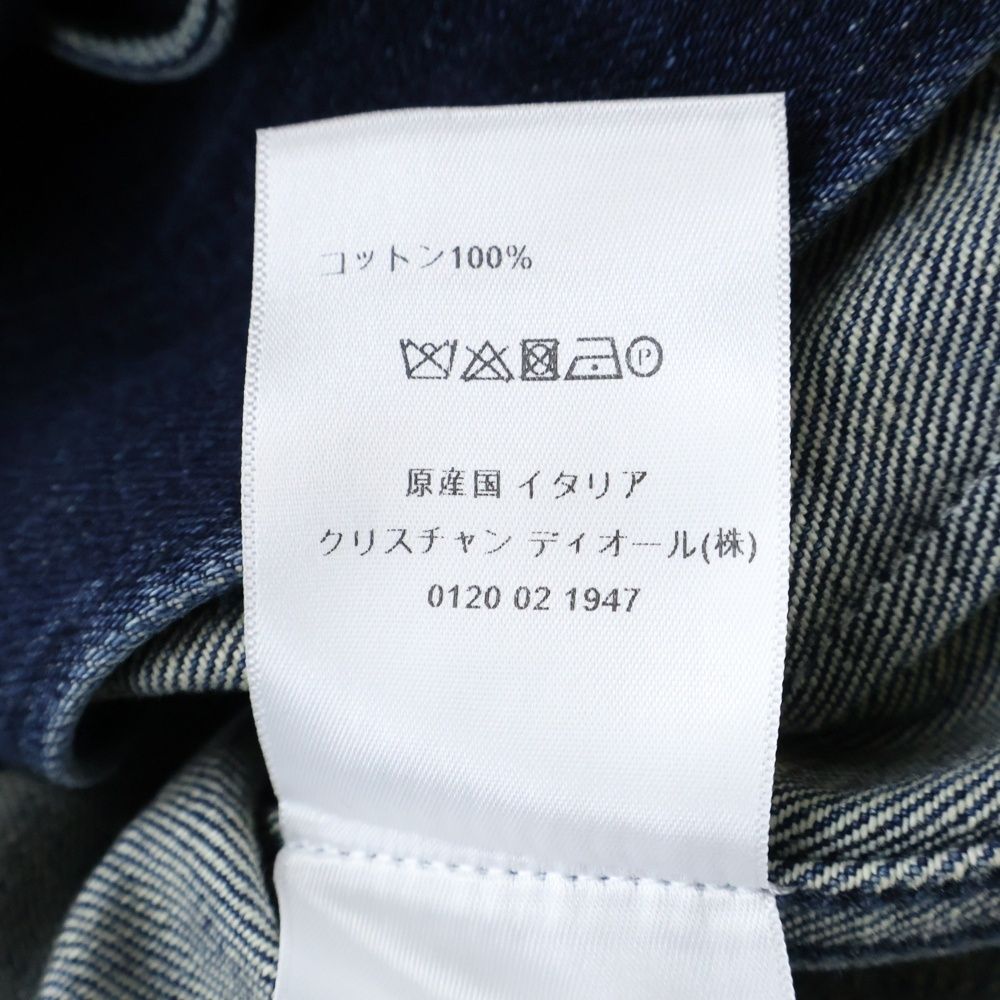 コットン100%
P
原産国 イタリア
クリスチャン ディオール(株)
0120 02 1947